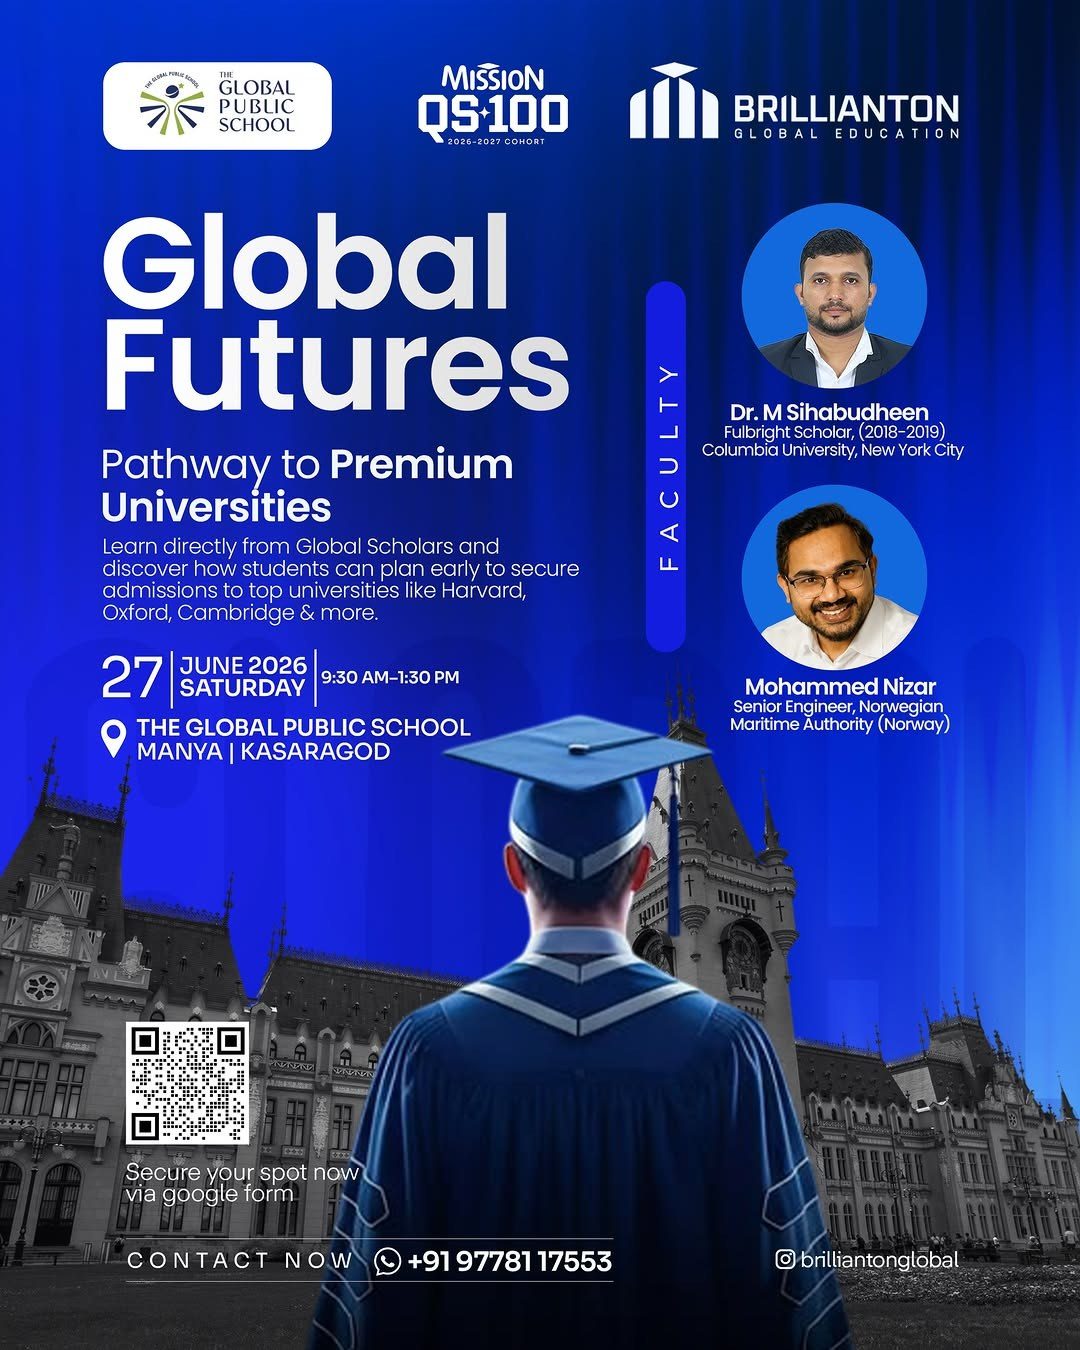 THE GLOBAL PUBLIC SCHOOL
THE
GLOBAL
PUBLIC
SCHOOL
MISSION
QS100
2026-2027 COHORT
BRILLIANTON
GLOBAL EDUCATION
Global
Futures
Pathway to Premium
Universities
Learn directly from Global Scholars and
discover how students can plan early to secure
admissions to top universities like Harvard,
Oxford, Cambridge & more.
27
JUNE 2026
SATURDAY
9:30 AM-1:30 PM
THE GLOBAL PUBLIC SCHOOL
MANYA | KASARAGOD
FACULTY
Dr. M Sihabudheen
Fulbright Scholar, (2018-2019)
Columbia University, New York City
Mohammed Nizar
Senior Engineer, Norwegian
Maritime Authority (Norway)
Secure your spot now
via google form
CONTACT NOW +91 97781 17553
brilliantonglobal